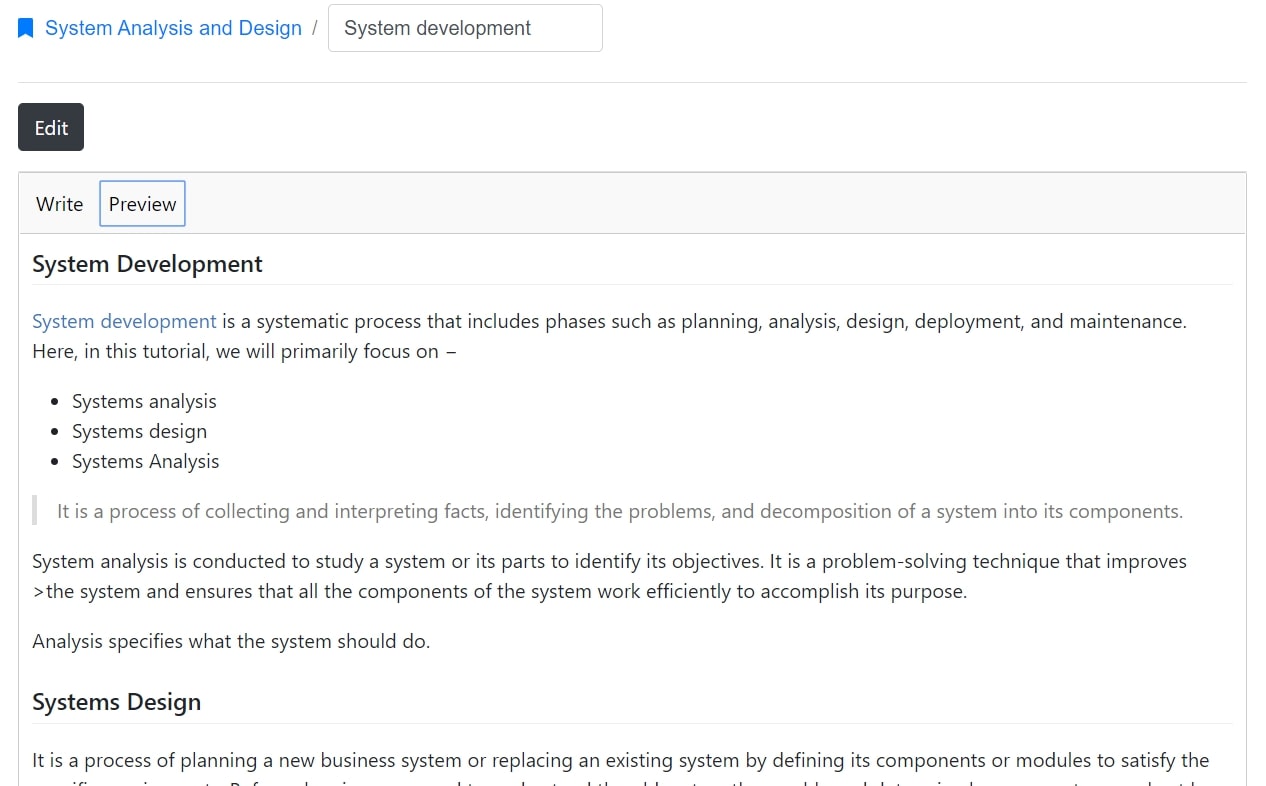 System Analysis and Design / System development
Edit
Write Preview
System Development
System development is a systematic process that includes phases such as planning, analysis, design, deployment, and maintenance.
Here, in this tutorial, we will primarily focus on –
• Systems analysis
• Systems design
• Systems Analysis
It is a process of collecting and interpreting facts, identifying the problems, and decomposition of a system into its components.
System analysis is conducted to study a system or its parts to identify its objectives. It is a problem-solving technique that improves
>the system and ensures that all the components of the system work efficiently to accomplish its purpose.
Analysis specifies what the system should do.
Systems Design
It is a process of planning a new business system or replacing an existing system by defining its components or modules to satisfy the